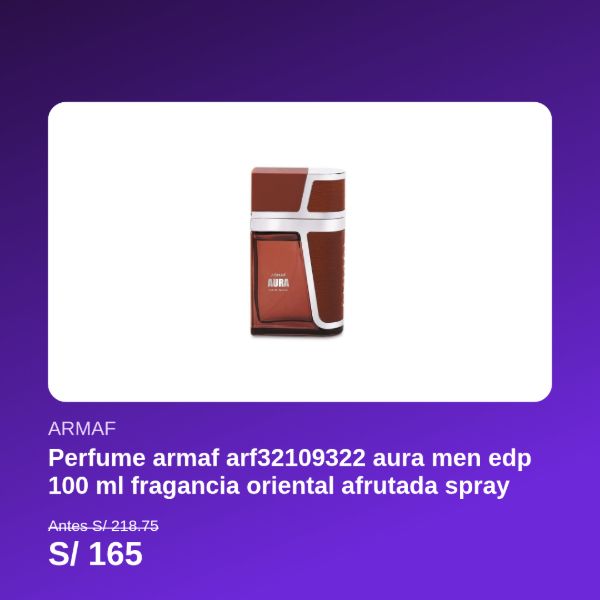 ARMAF
AURA
ARMAF
Perfume armaf arf32109322 aura men edp
100 ml fragancia oriental afrutada spray
Antes S/ 218.75
S/ 165